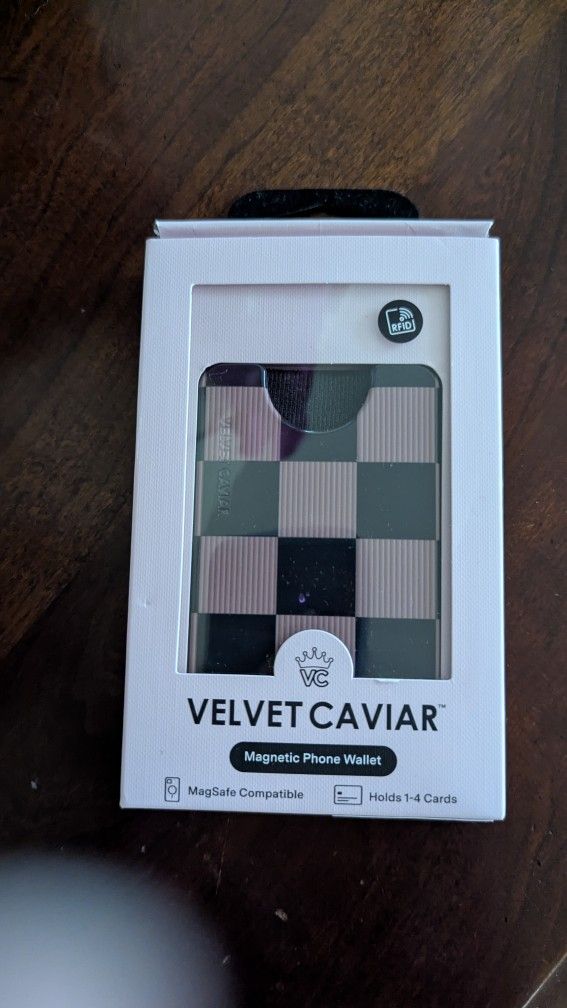 RFID
VELVET CAVIAR
VC
VELVET CAVIAR™
Magnetic Phone Wallet
MagSafe Compatible
Holds 1-4 Cards